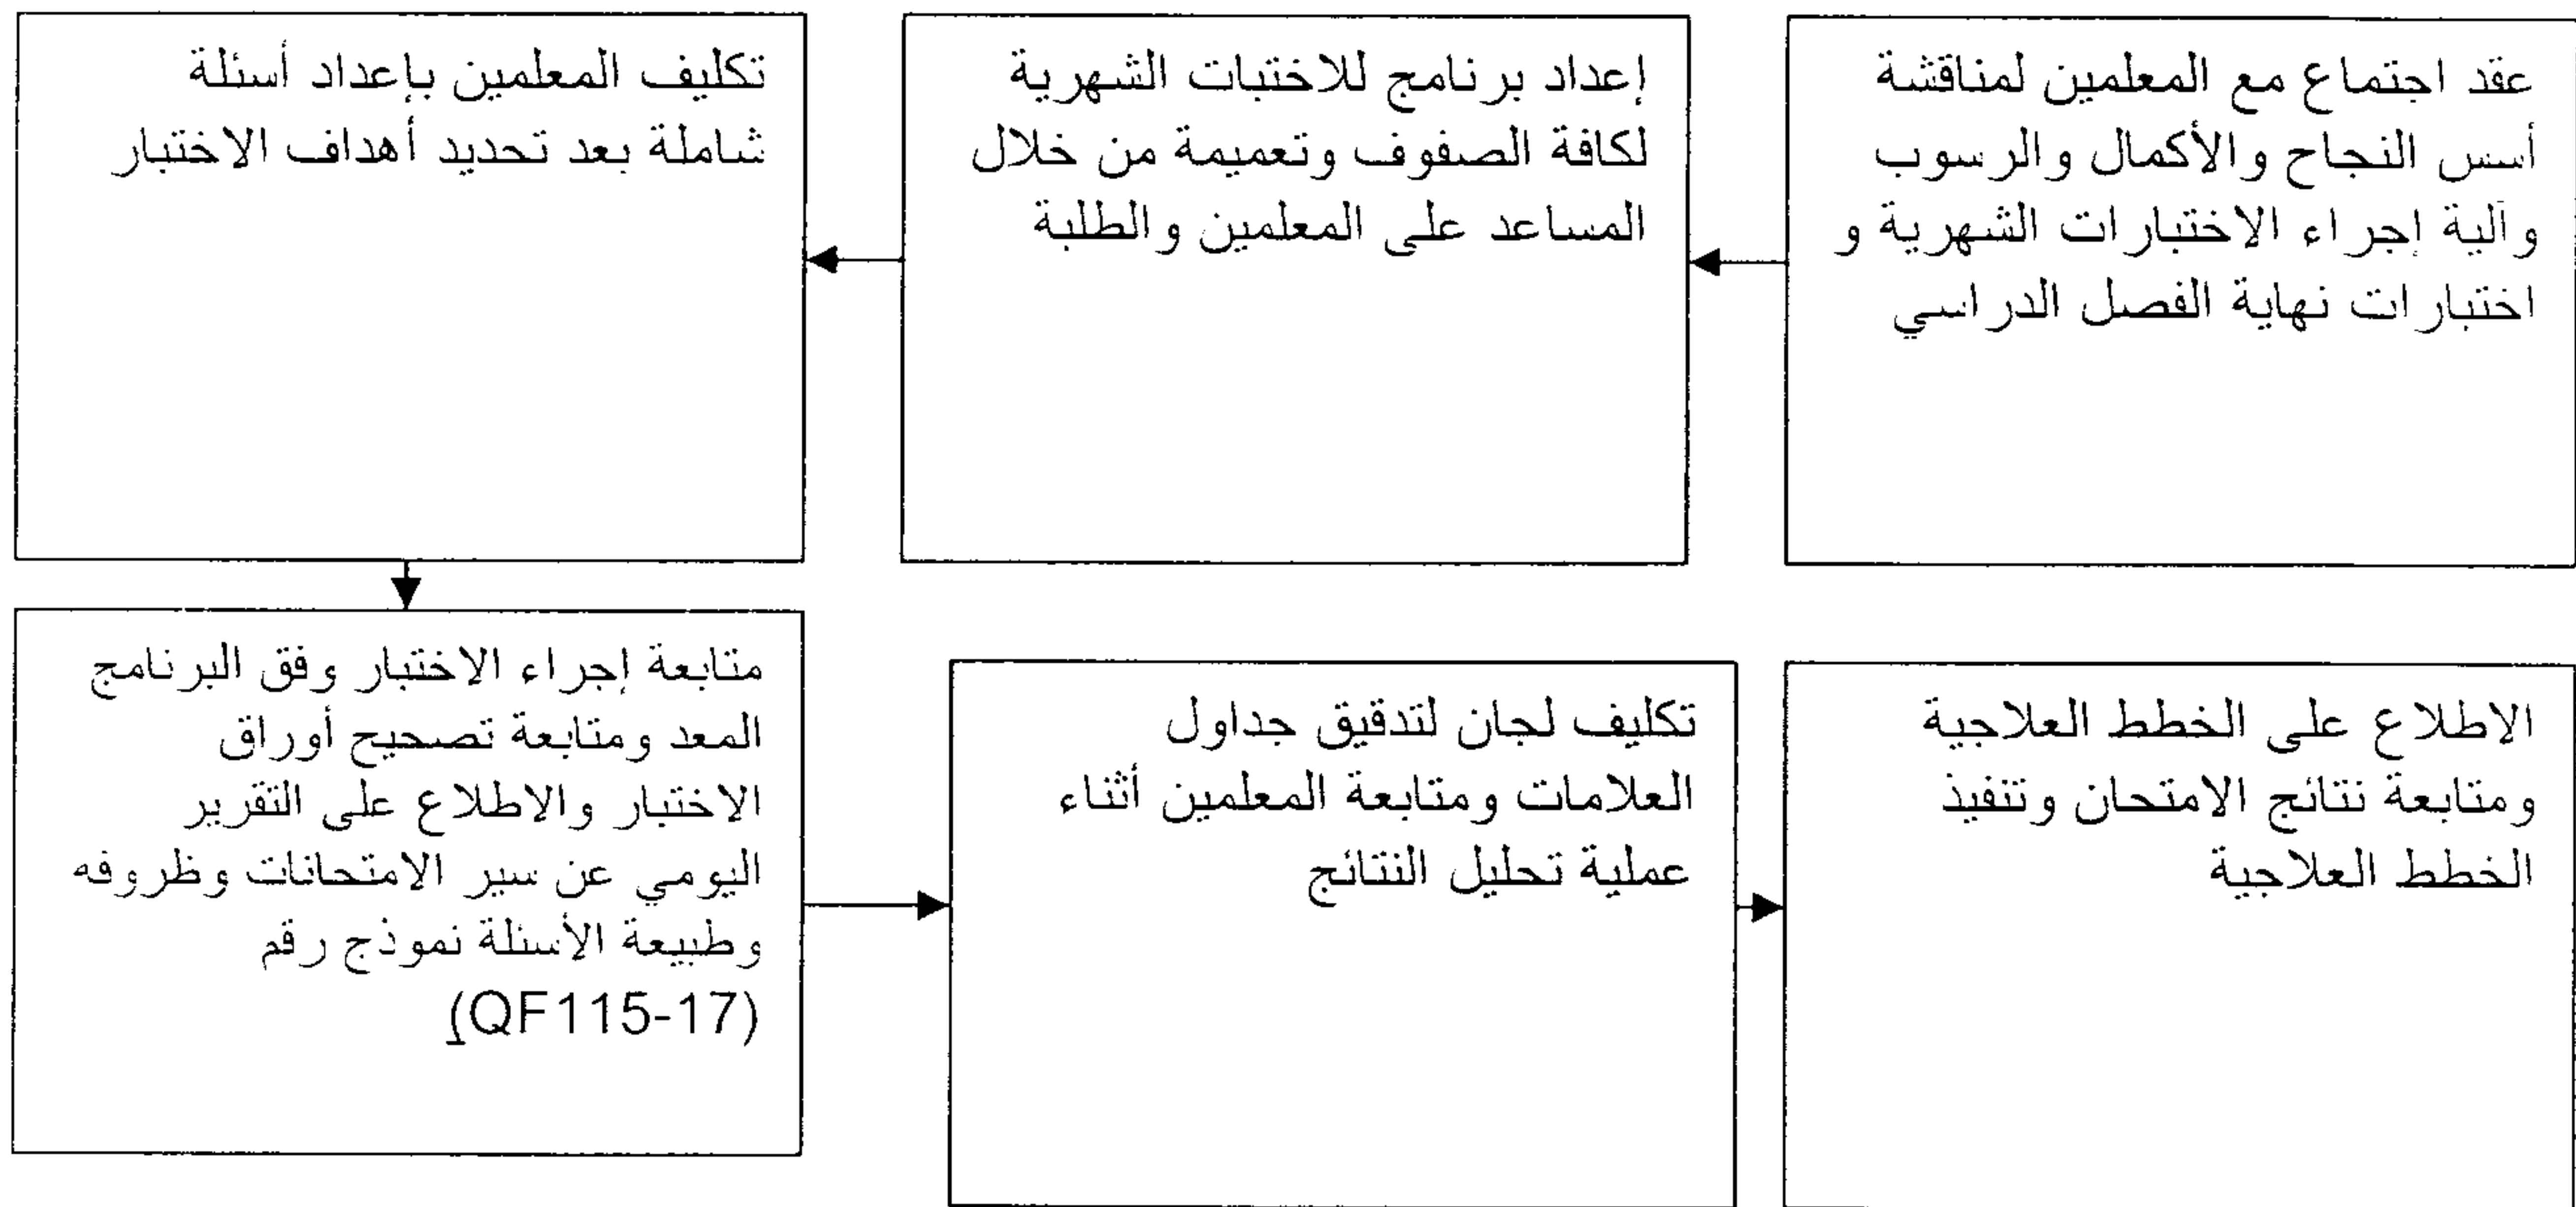 عقد اجتماع مع المعلمين لمناقشة
أسس النجاح والأكمال والرسوب
وآلية إجراء الاختبارات الشهرية و
اختبارات نهاية الفصل الدراسي
إعداد برنامج للاختبات الشهرية
لكافة الصفوف وتعميمة من خلال
المساعد على المعلمين والطلبة
تكليف المعلمين بإعداد أسئلة
شاملة بعد تحديد أهداف الاختبار
متابعة إجراء الاختبار وفق البرنامج
المعد ومتابعة تصحيح أوراق
الاختبار والاطلاع على التقرير
اليومي عن سير الامتحانات وظروفه
وطبيعة الأسئلة نموذج رقم
(QF115-17)
تكليف لجان لتدقيق جداول
العلامات ومتابعة المعلمين أثناء
عملية تحليل النتائج
الاطلاع على الخطط العلاجية
ومتابعة نتائج الامتحان وتنفيذ
الخطط العلاجية